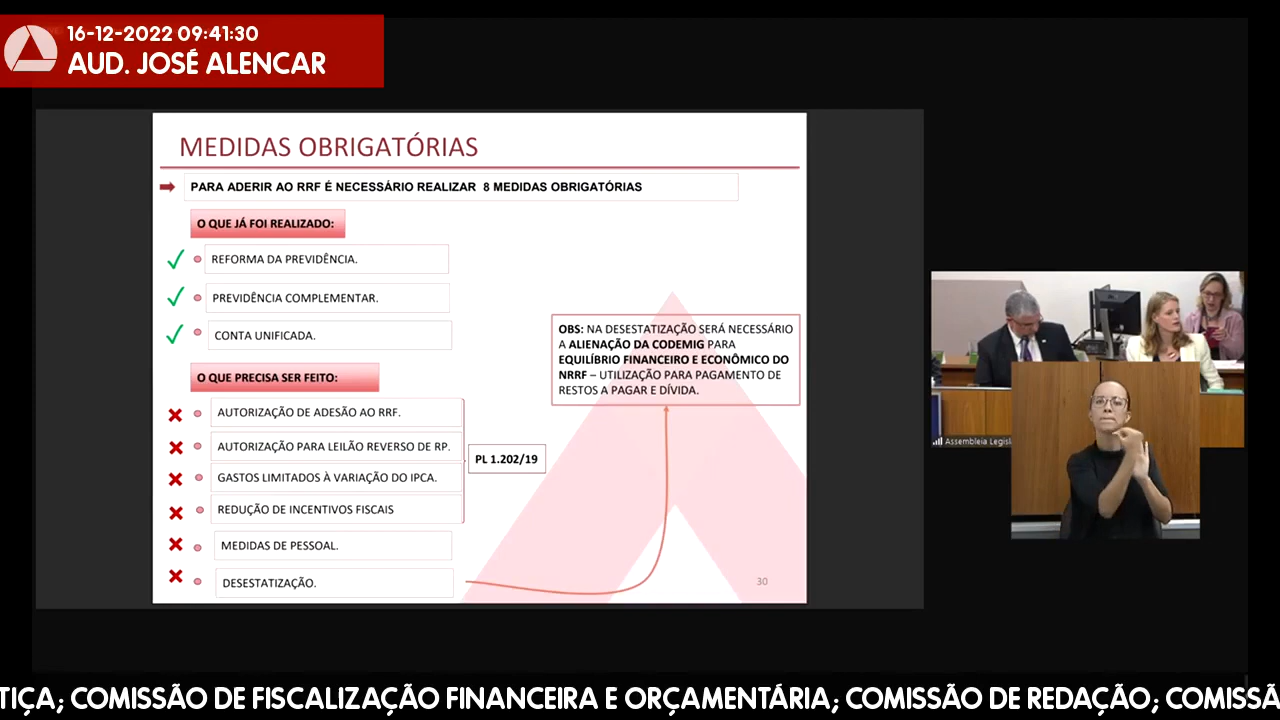 16-12-2022 09:41:30
AUD. JOSÉ ALENCAR
MEDIDAS OBRIGATÓRIAS
PARA ADERIR AO RRF É NECESSÁRIO REALIZAR 8 MEDIDAS OBRIGATÓRIAS
O QUE JÁ FOI REALIZADO:
REFORMA DA PREVIDÊNCIA.
PREVIDÊNCIA COMPLEMENTAR.
CONTA UNIFICADA.
O QUE PRECISA SER FEITO:
AUTORIZAÇÃO DE ADESÃO AO RRF.
AUTORIZAÇÃO PARA LEILÃO REVERSO DE RP.
GASTOS LIMITADOS À VARIAÇÃO DO IPCA.
REDUÇÃO DE INCENTIVOS FISCAIS
MEDIDAS DE PESSOAL.
DESESTATIZAÇÃO.
PL 1.202/19
OBS: NA DESESTATIZAÇÃO SERÁ NECESSÁRIO
A ALIENAÇÃO DA CODEMIG PARA
EQUILÍBRIO FINANCEIRO E ECONÔMICO DO
NRRF – UTILIZAÇÃO PARA PAGAMENTO DE
RESTOS A PAGAR E DÍVIDA.
30
Assembleia Legisl
TIÇA; COMISSÃO DE FISCALIZAÇÃO FINANCEIRA E ORÇAMENTÁRIA; COMISSÃO DE REDAÇÃO; COMISSÃ